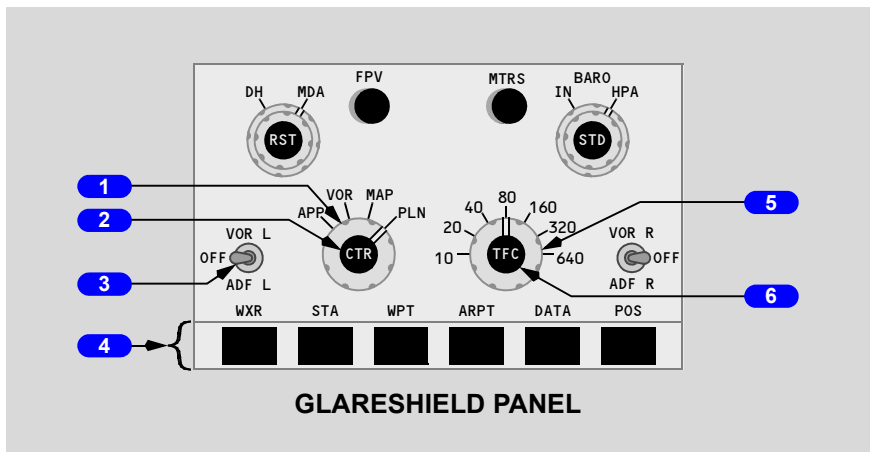 FPV MTRS BARO
DH MDA IN HPA
RST STD
1 VOR MAP 80
2 APP PLN 40 160 5
VOR L CTR 20 TFC 320 VOR R
OFF 10 640 OFF
3 ADF L ADF R 6
WXR STA WPT ARPT DATA POS
4
GLARESHIELD PANEL